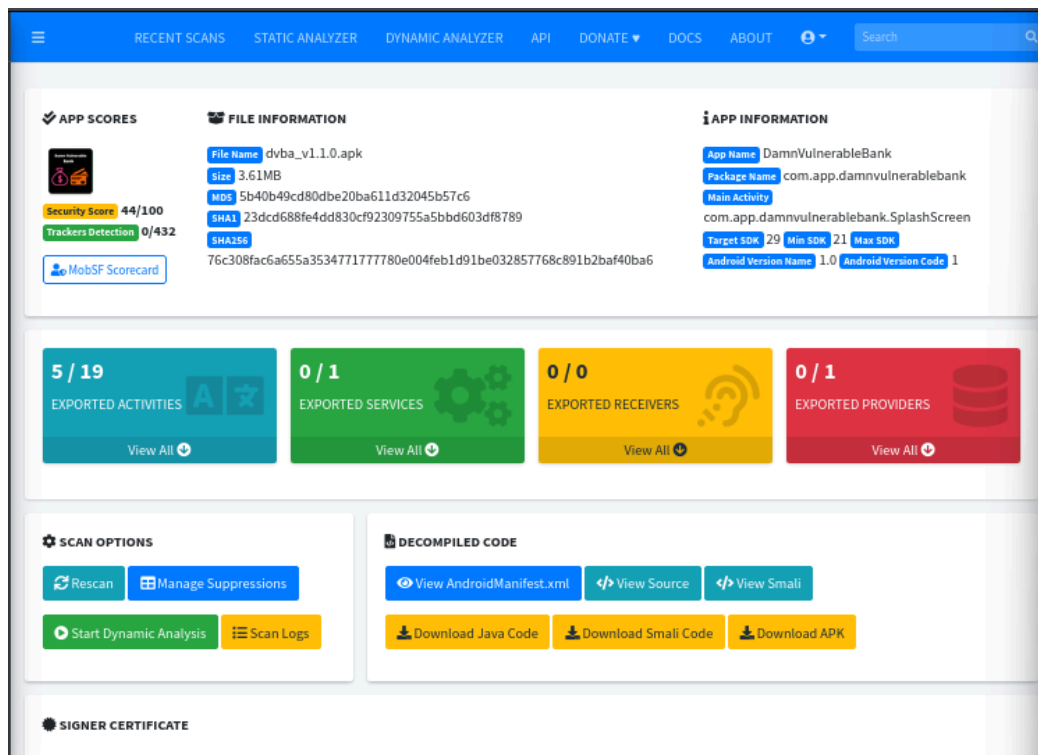 RECENT SCANS STATIC ANALYZER DYNAMIC ANALYZER API DONATE ♥ DOCS ABOUT Search
APP SCORES
Security Score 44/100
Trackers Detection 0/432
MobSF Scorecard
FILE INFORMATION
File Name dvba_v1.1.0.apk
Size 3.61MB
MD5 5b40b49cd80dbe20ba611d32045b57c6
SHA1 23dcd688fe4dd830cf92309755a5bbd603df8789
SHA256
76c308fac6a655a3534771777780e004feb1d91be032857768c891b2baf40ba6
APP INFORMATION
App Name DamnVulnerableBank
Package Name com.app.damnvulnerablebank
Main Activity
com.app.damnvulnerablebank.SplashScreen
Target SDK 29 Min SDK 21 Max SDK
Android Version Name 1.0 Android Version Code 1
5 / 19
EXPORTED ACTIVITIES
View All
0 / 1
EXPORTED SERVICES
View All
0 / 0
EXPORTED RECEIVERS
View All
0 / 1
EXPORTED PROVIDERS
View All
SCAN OPTIONS
Rescan Manage Suppressions
Start Dynamic Analysis Scan Logs
DECOMPILED CODE
View AndroidManifest.xml View Source View Smali
Download Java Code Download Smali Code Download APK
SIGNER CERTIFICATE